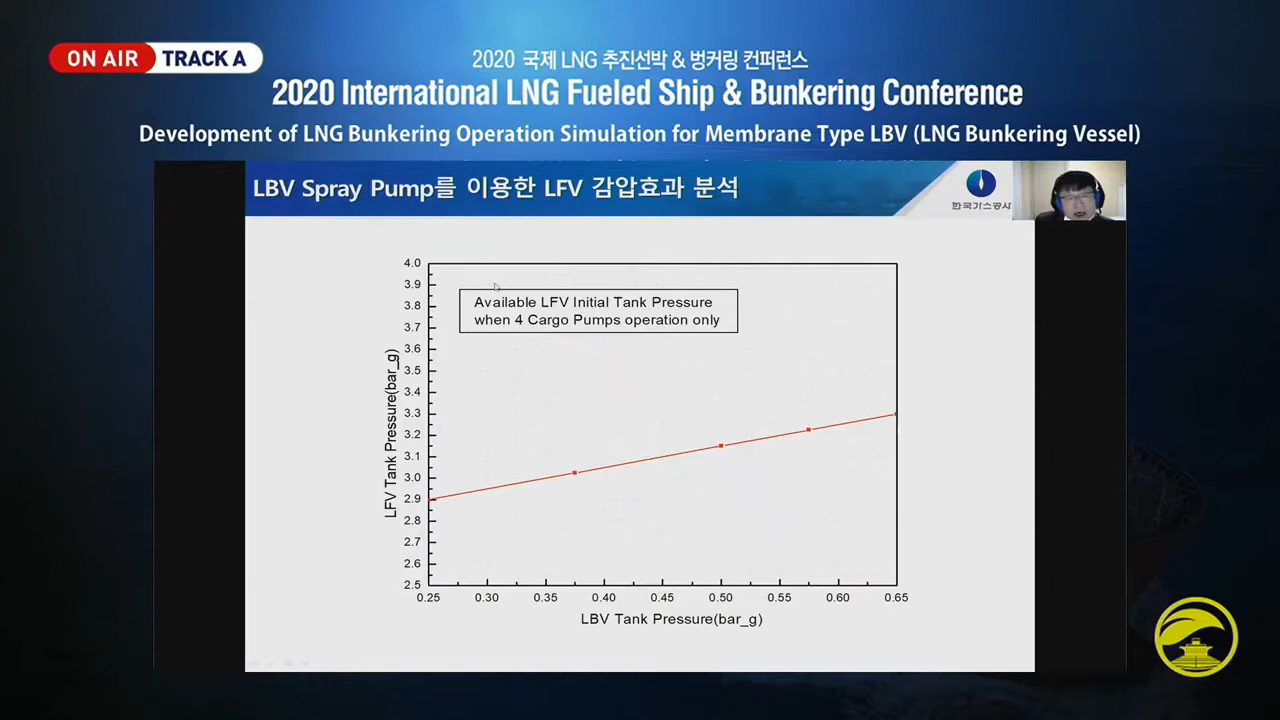 ON AIR TRACK A
2020 국제 LNG 추진선박 & 벙커링 컨퍼런스
2020 International LNG Fueled Ship & Bunkering Conference
Development of LNG Bunkering Operation Simulation for Membrane Type LBV (LNG Bunkering Vessel)
LBV Spray Pump를 이용한 LFV 감압효과 분석
한국가스공사
Available LFV Initial Tank Pressure
when 4 Cargo Pumps operation only
LFV Tank Pressure(bar_g)
4.0
3.9
3.8
3.7
3.6
3.5
3.4
3.3
3.2
3.1
3.0
2.9
2.8
2.7
2.6
2.5
0.25 0.30 0.35 0.40 0.45 0.50 0.55 0.60 0.65
LBV Tank Pressure(bar_g)